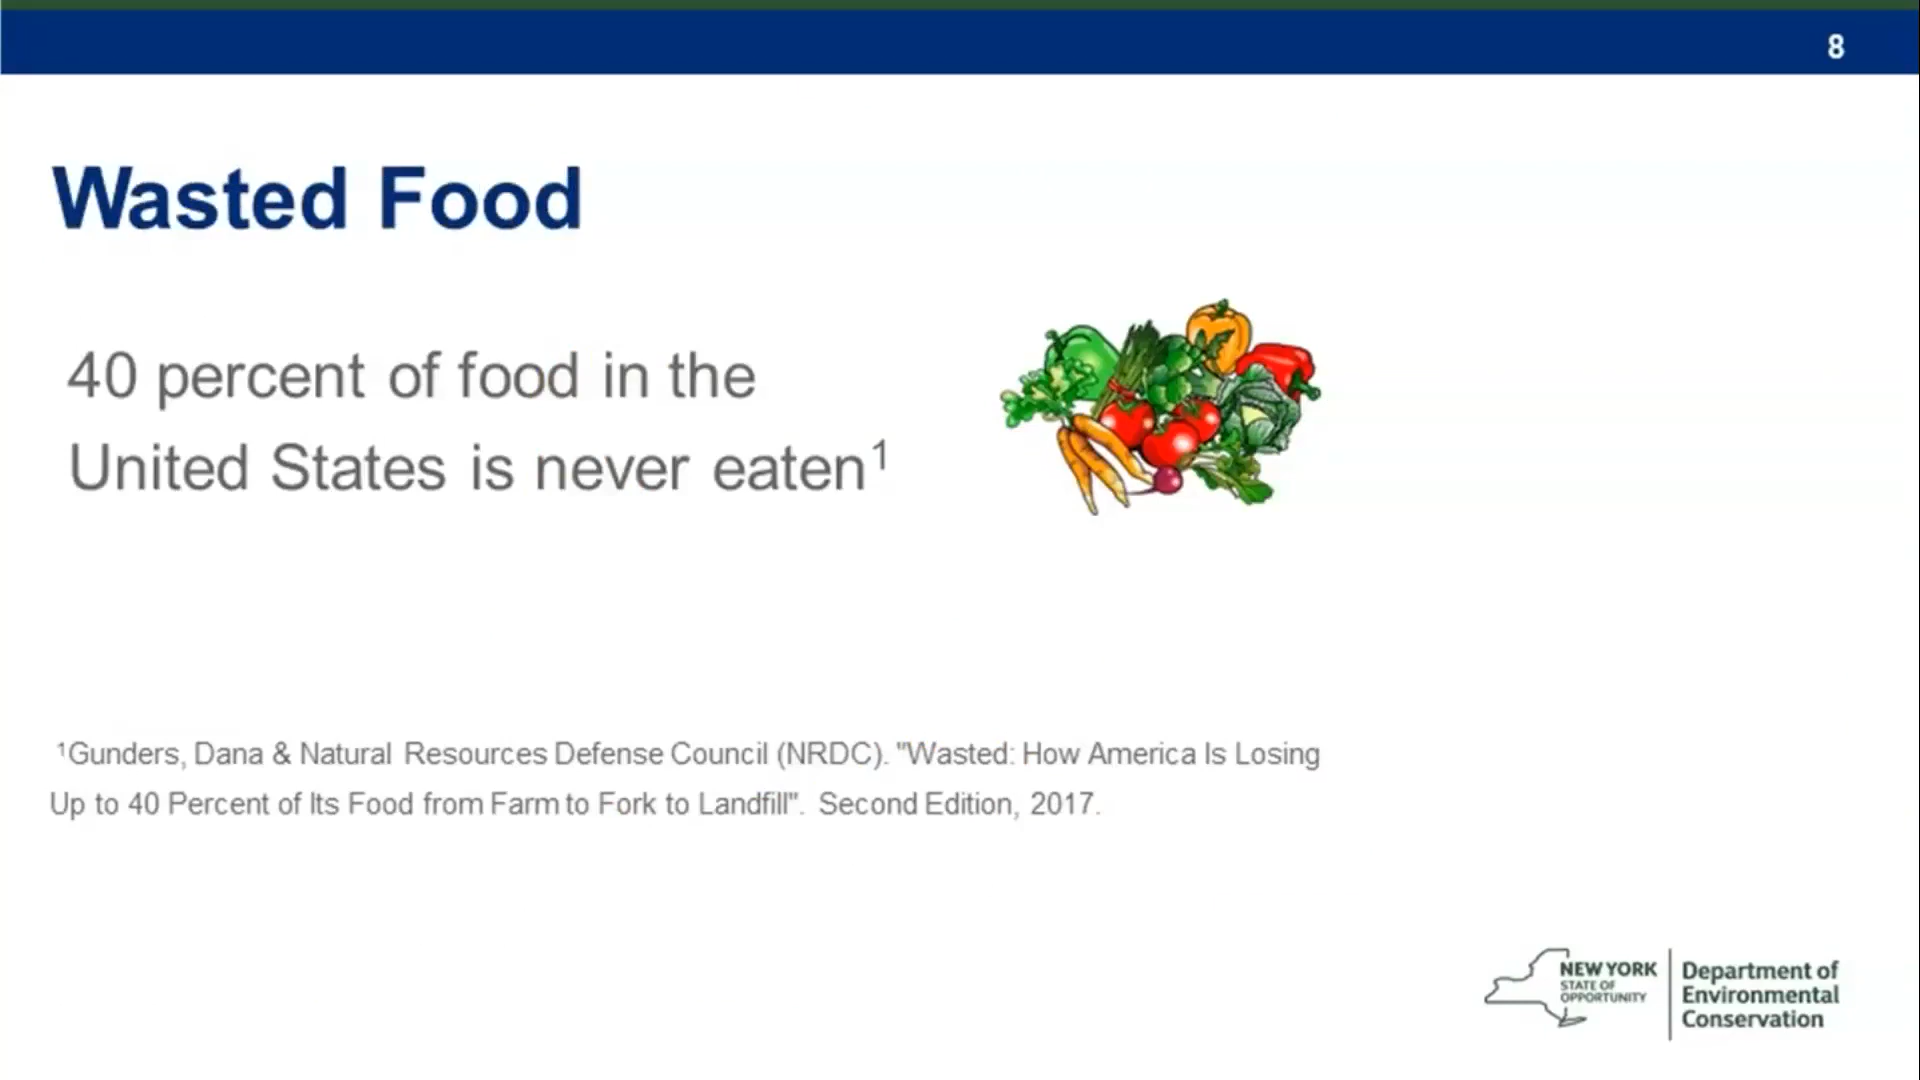 8
Wasted Food
40 percent of food in the
United States is never eaten¹
¹Gunders, Dana & Natural Resources Defense Council (NRDC). "Wasted: How America Is Losing
Up to 40 Percent of Its Food from Farm to Fork to Landfill". Second Edition, 2017.
NEW YORK
STATE OF
OPPORTUNITY
Department of
Environmental
Conservation